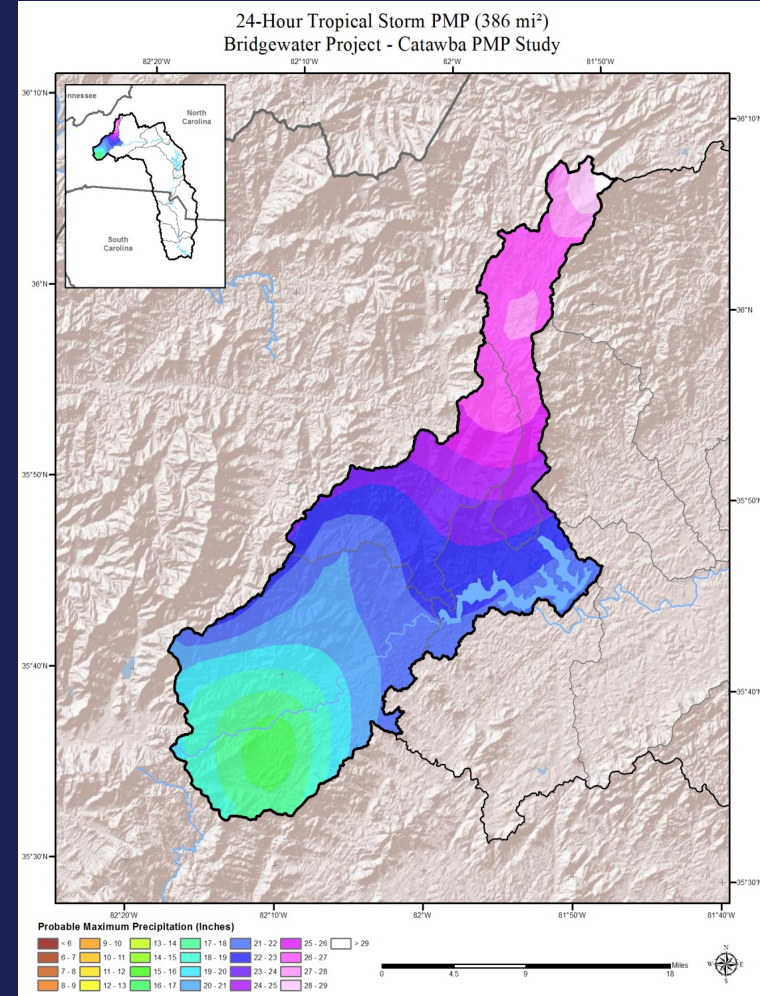 24-Hour Tropical Storm PMP (386 mi²)
Bridgewater Project - Catawba PMP Study
82°20'W 82°10'W 82°W 81°50'W
36°10'N 36°10'N
nnessee
North
Carolina
South
Carolina
36°N 36°N
35°50'N 35°50'N
35°40'N 35°40'N
35°30'N 35°30'N
82°20'W 82°10'W 82°W 81°50'W 81°40'W
Probable Maximum Precipitation (Inches)
< 6 9 - 10 13 - 14 17 - 18 21 - 22 25 - 26 > 29
6 - 7 10 - 11 14 - 15 18 - 19 22 - 23 26 - 27
7 - 8 11 - 12 15 - 16 19 - 20 23 - 24 27 - 28
8 - 9 12 - 13 16 - 17 20 - 21 24 - 25 28 - 29
Miles
0 4.5 9 18
N
W E
S